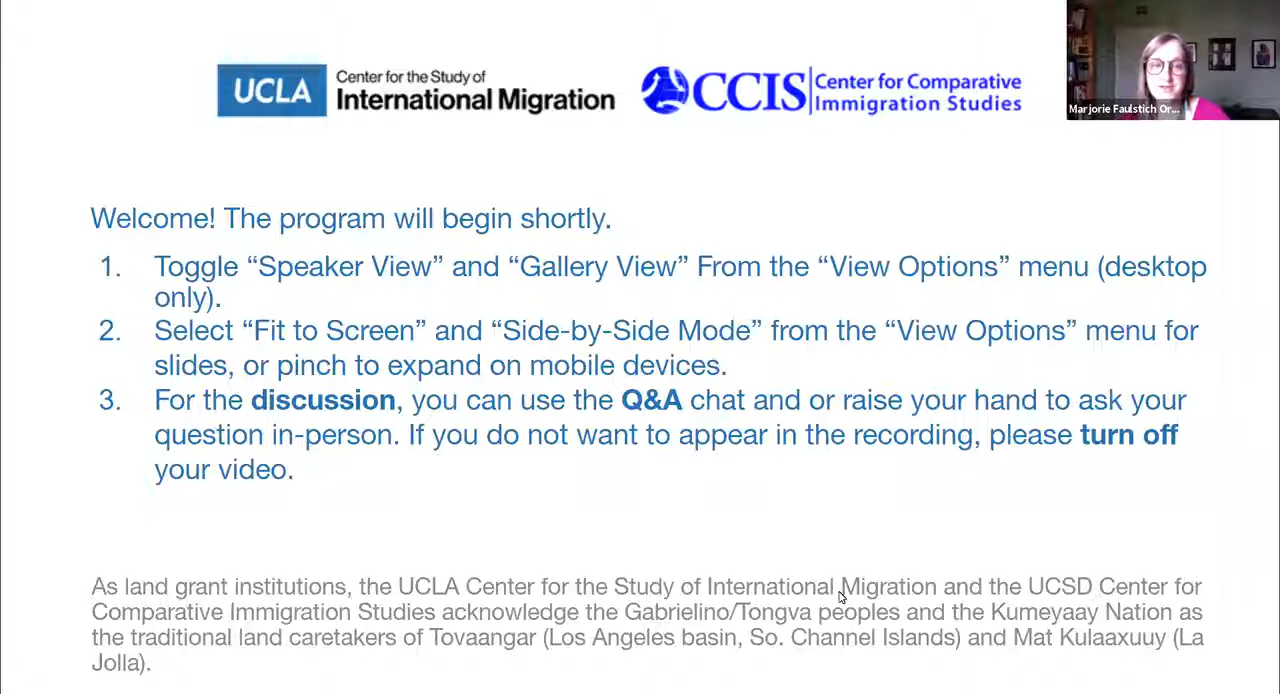 UCLA
Center for the Study of
International Migration
CCIS
Center for Comparative
Immigration Studies
Marjorie Faulstich Or...
Welcome! The program will begin shortly.
1. Toggle “Speaker View” and “Gallery View” From the “View Options” menu (desktop
only).
2. Select “Fit to Screen” and “Side-by-Side Mode” from the “View Options” menu for
slides, or pinch to expand on mobile devices.
3. For the discussion, you can use the Q&A chat and or raise your hand to ask your
question in-person. If you do not want to appear in the recording, please turn off
your video.
As land grant institutions, the UCLA Center for the Study of International Migration and the UCSD Center for
Comparative Immigration Studies acknowledge the Gabrielino/Tongva peoples and the Kumeyaay Nation as
the traditional land caretakers of Tovaangar (Los Angeles basin, So. Channel Islands) and Mat Kulaaxuuy (La
Jolla).